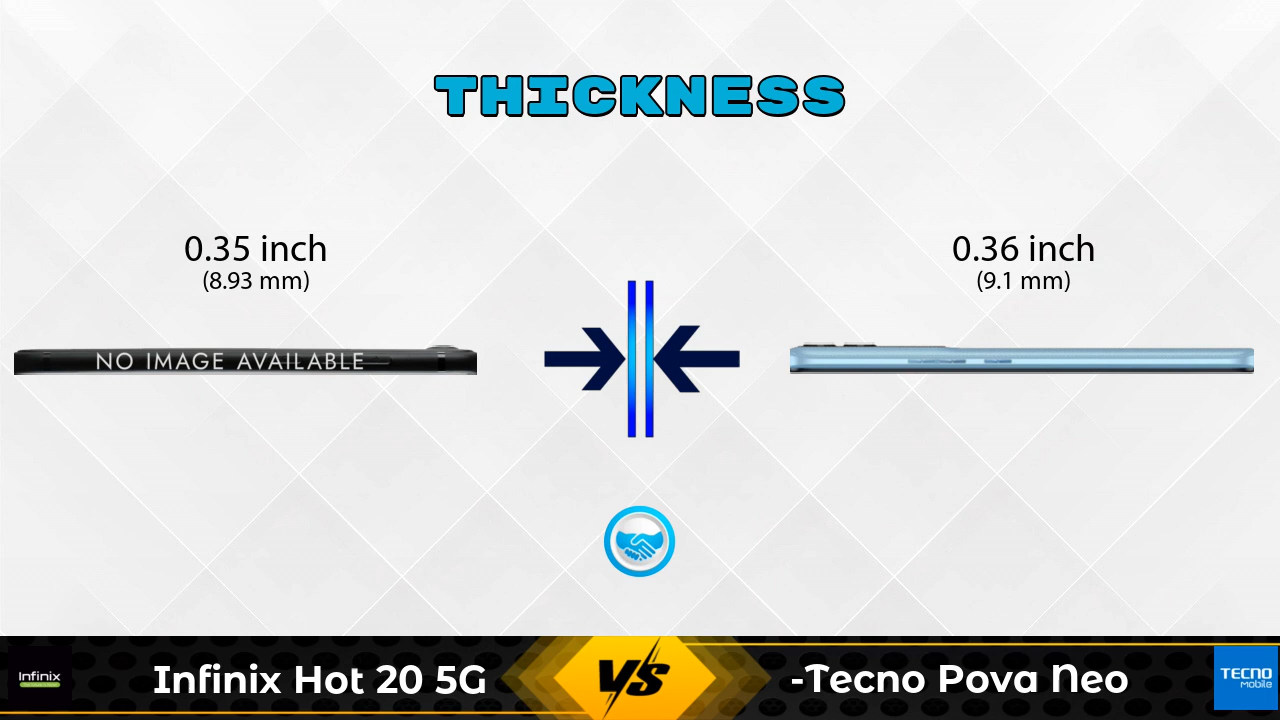 THICKNESS
0.35 inch
(8.93 mm)
0.36 inch
(9.1 mm)
NO IMAGE AVAILABLE
Infinix
Infinix Hot 20 5G
VS
-Tecno Pova Neo
TECNO
mobile